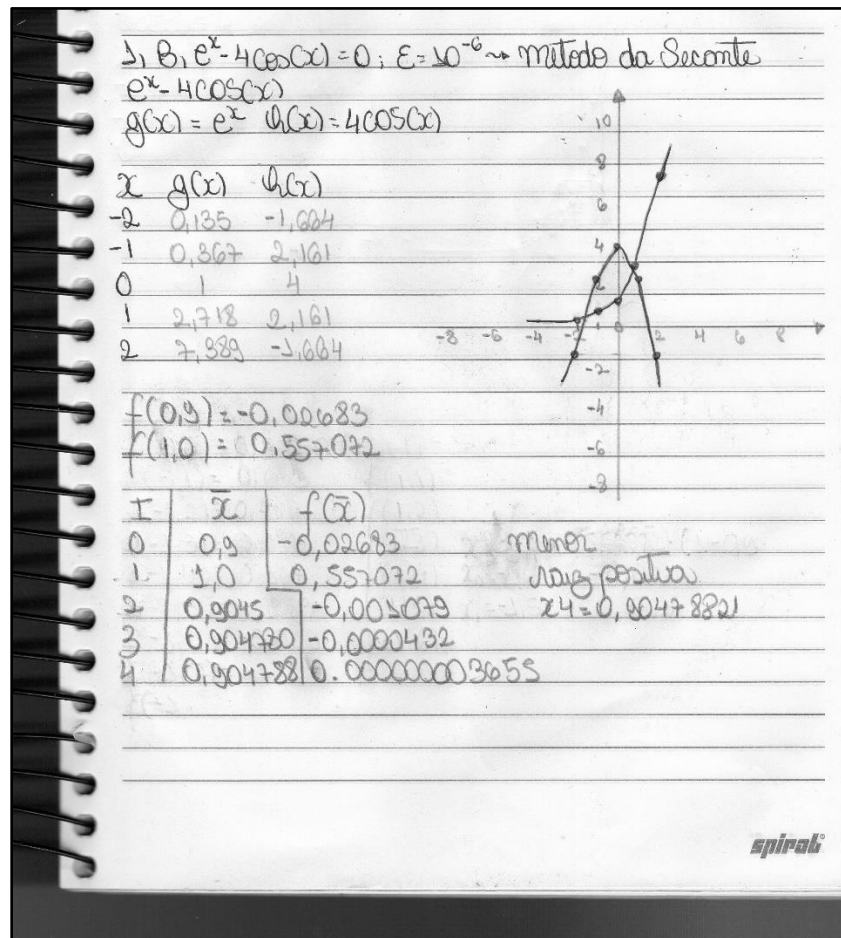 1, B, e^x - 4cos(x) = 0 ; ε = 10^-6 ~ Método da Secante
e^x - 4cos(x)
g(x) = e^x h(x) = 4cos(x)
x g(x) h(x)
-2 0,135 -1,664
-1 0,367 2,161
0 1 4
1 2,718 2,161
2 7,389 -1,664
10
8
6
4
2
-8 -6 -4 -2 -1 0 2 4 6 8
-2
-4
-6
-8
f(0,9) = -0,02683
f(1,0) = 0,557072
I x̄ f(x̄)
0 0,9 -0,02683 menor
1 1,0 0,557072 raiz positiva
2 0,9045 -0,001079 x4 = 0,90478821
3 0,904780 -0,0000432
4 0,904788 0.000000003655
spiral